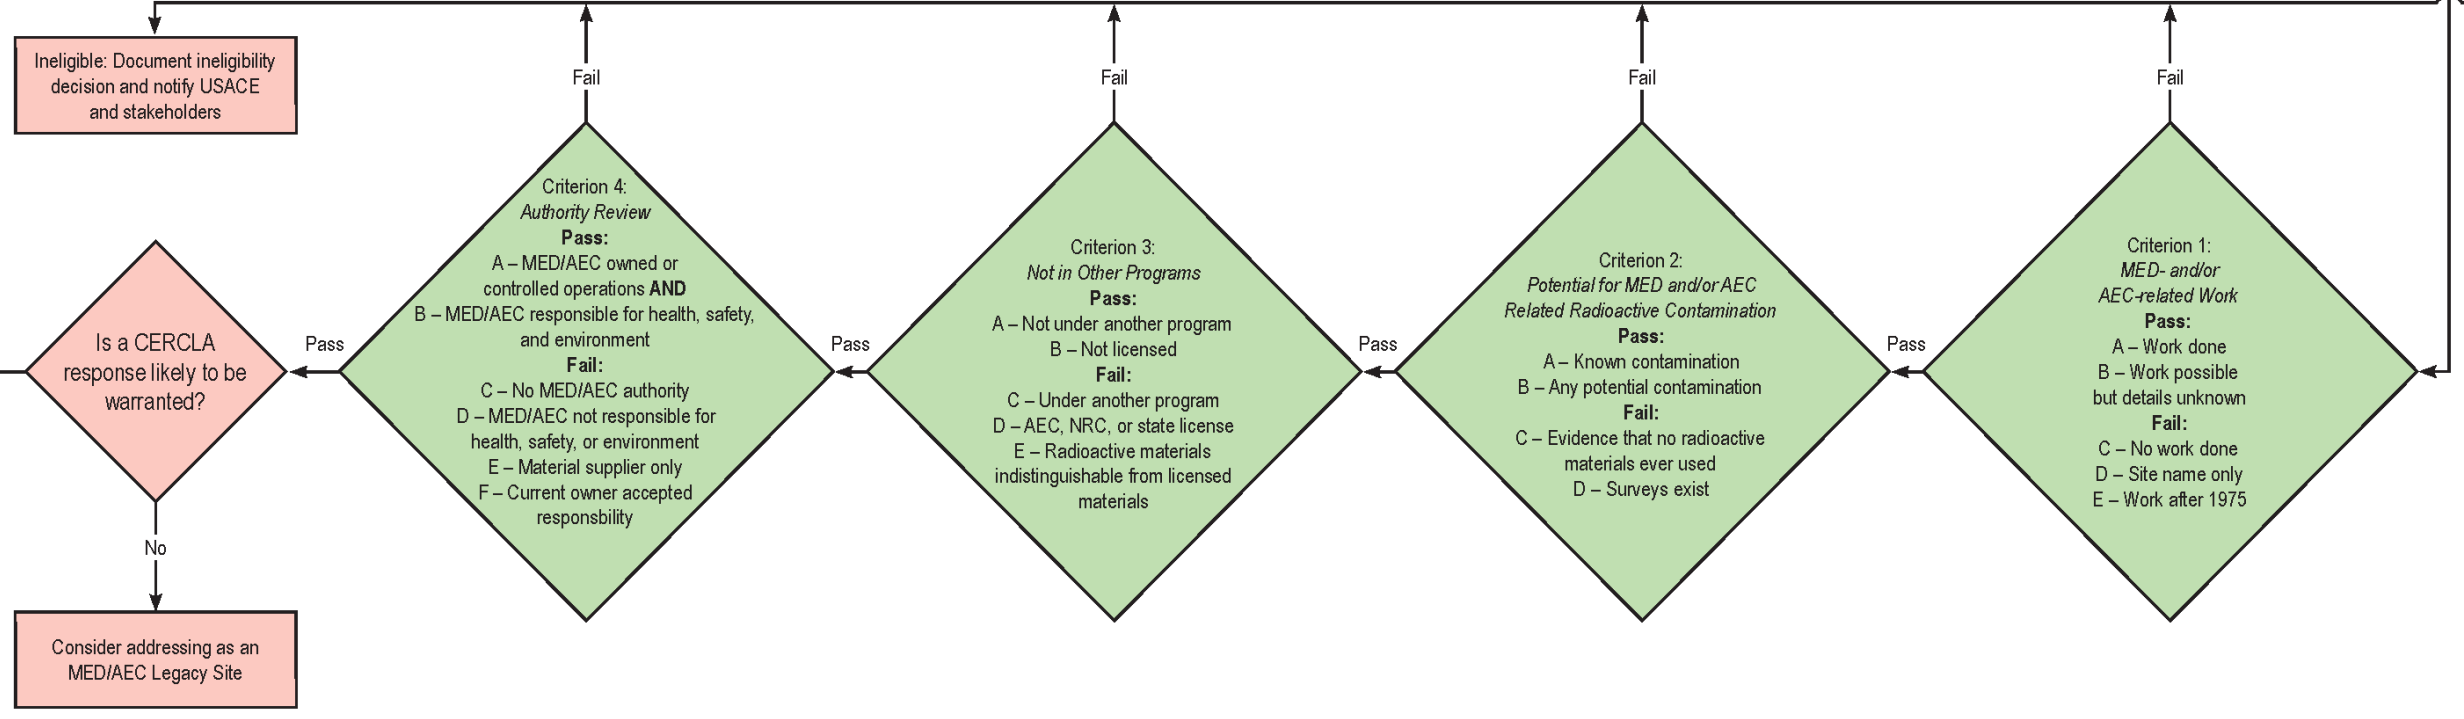 Ineligible: Document ineligibility
decision and notify USACE
and stakeholders
Fail
Fail
Fail
Fail
Criterion 4:
Authority Review
Pass:
A – MED/AEC owned or
controlled operations AND
B – MED/AEC responsible for health, safety,
and environment
Fail:
C – No MED/AEC authority
D – MED/AEC not responsible for
health, safety, or environment
E – Material supplier only
F – Current owner accepted
responsbility
Criterion 3:
Not in Other Programs
Pass:
A – Not under another program
B – Not licensed
Fail:
C – Under another program
D – AEC, NRC, or state license
E – Radioactive materials
indistinguishable from licensed
materials
Criterion 2:
Potential for MED and/or AEC
Related Radioactive Contamination
Pass:
A – Known contamination
B – Any potential contamination
Fail:
C – Evidence that no radioactive
materials ever used
D – Surveys exist
Criterion 1:
MED- and/or
AEC-related Work
Pass:
A – Work done
B – Work possible
but details unknown
Fail:
C – No work done
D – Site name only
E – Work after 1975
Is a CERCLA
response likely to be
warranted?
Pass
Pass
Pass
Pass
No
Consider addressing as an
MED/AEC Legacy Site